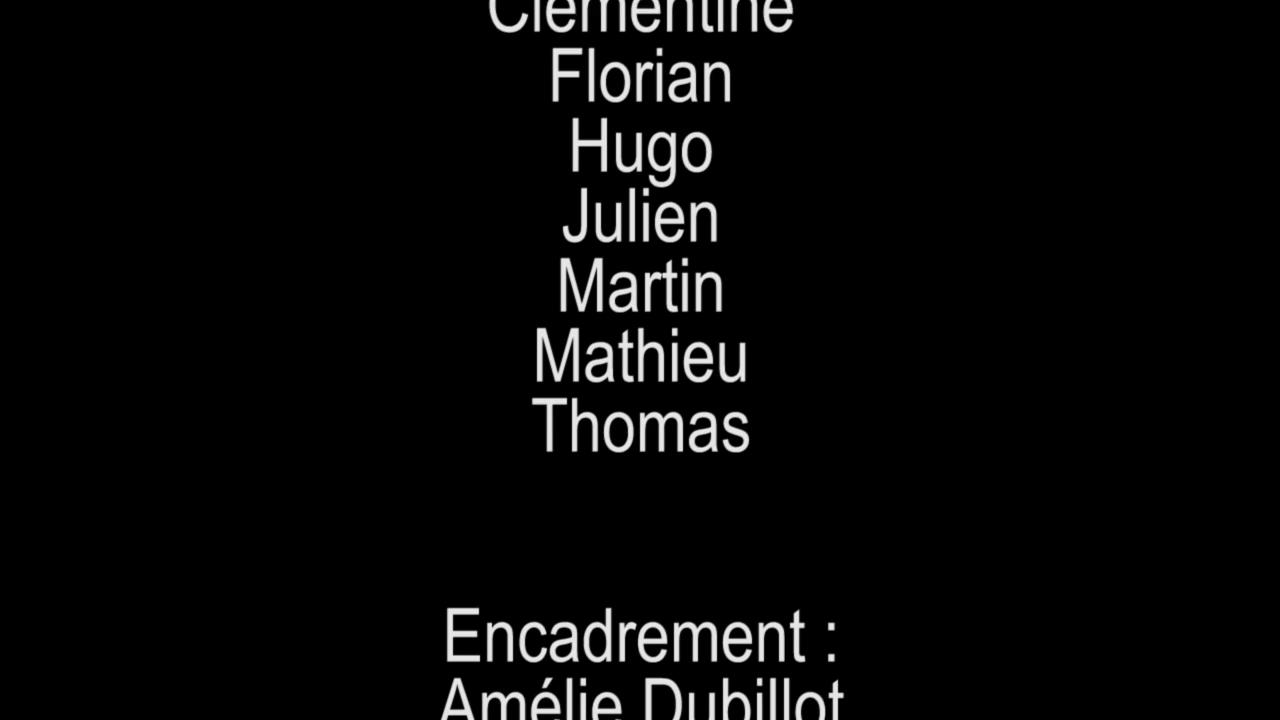 Clémentine
Florian
Hugo
Julien
Martin
Mathieu
Thomas
Encadrement :
Amélie Dubillot